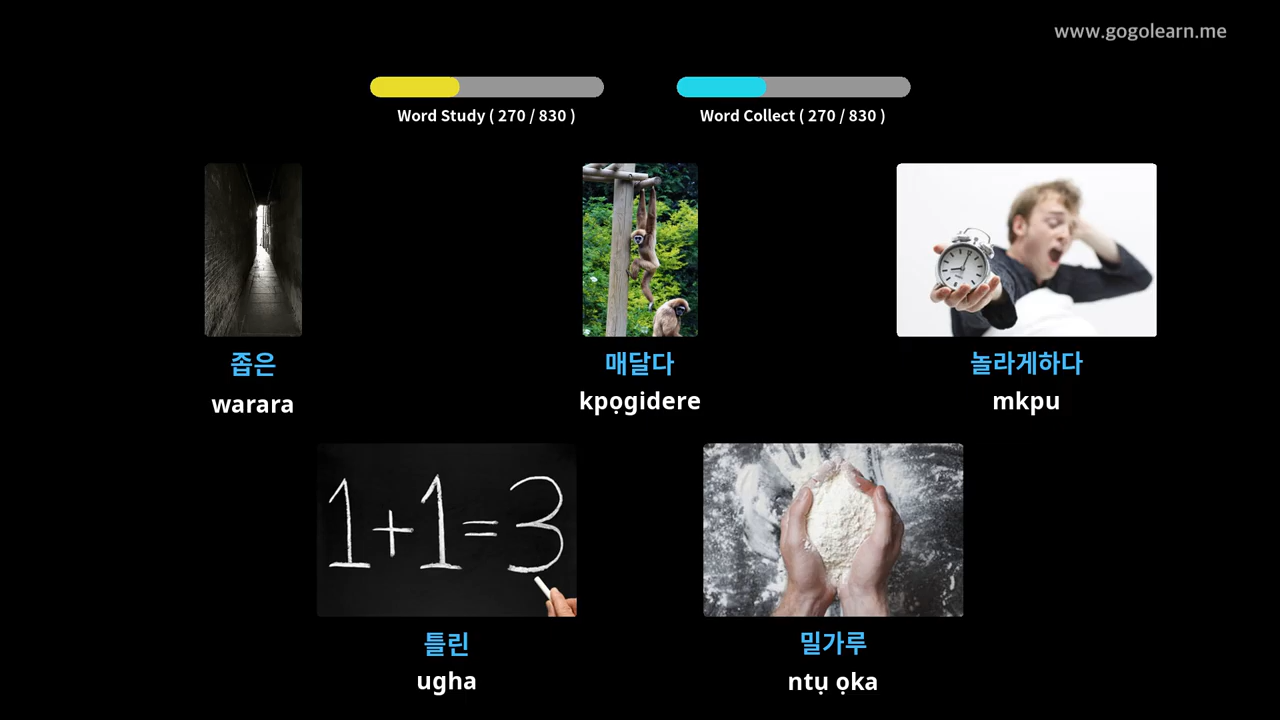 www.gogolearn.me
Word Study ( 270 / 830 )
Word Collect ( 270 / 830 )
좁은
warara
매달다
kpọgidere
놀라게하다
mkpu
1+1=3
틀린
ugha
밀가루
ntụ ọka